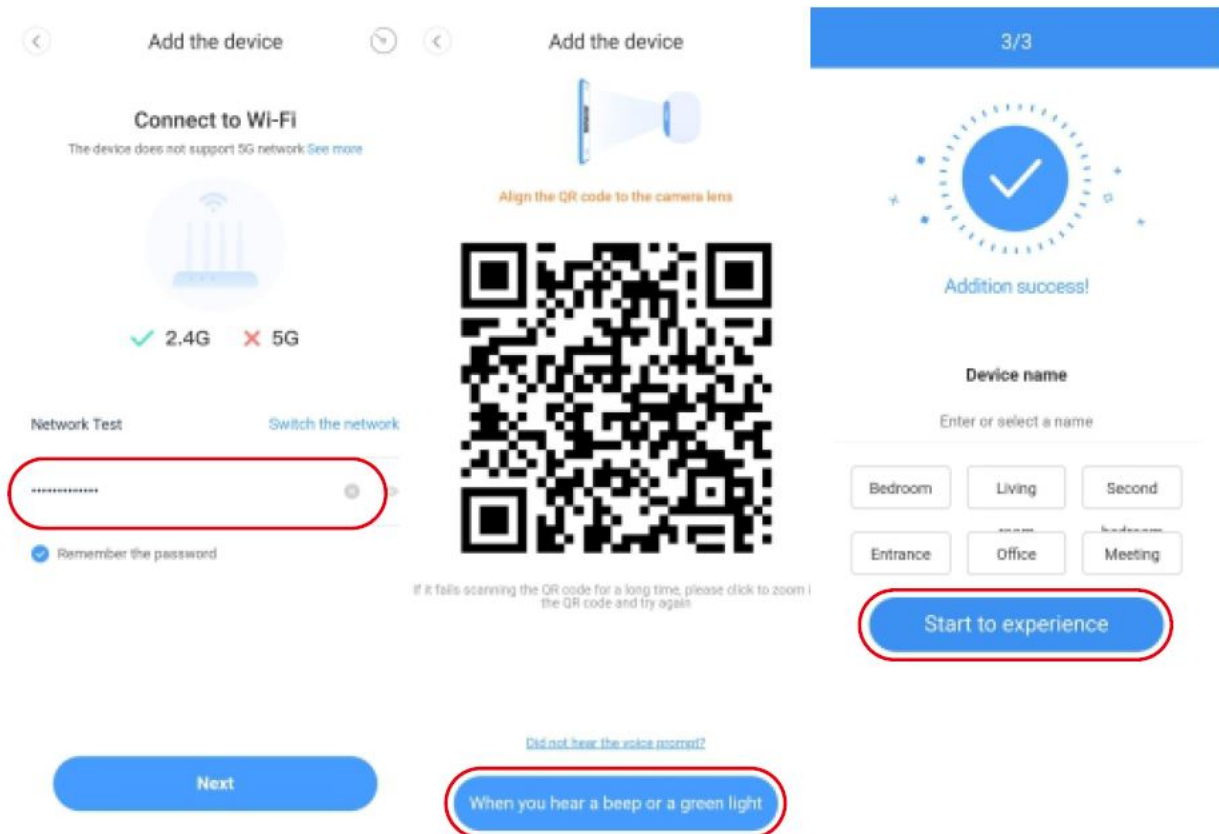 Add the device
Connect to Wi-Fi
The device does not support 5G network See more
2.4G
5G
Network Test
Switch the network
Remember the password
Next
Add the device
Align the QR code to the camera lens
If it fails scanning the QR code for a long time, please click to zoom i
the QR code and try again
Did not hear the voice prompt?
When you hear a beep or a green light
3/3
Addition success!
Device name
Enter or select a name
Bedroom
Living
room
Second
bedroom
Entrance
Office
Meeting
Start to experience